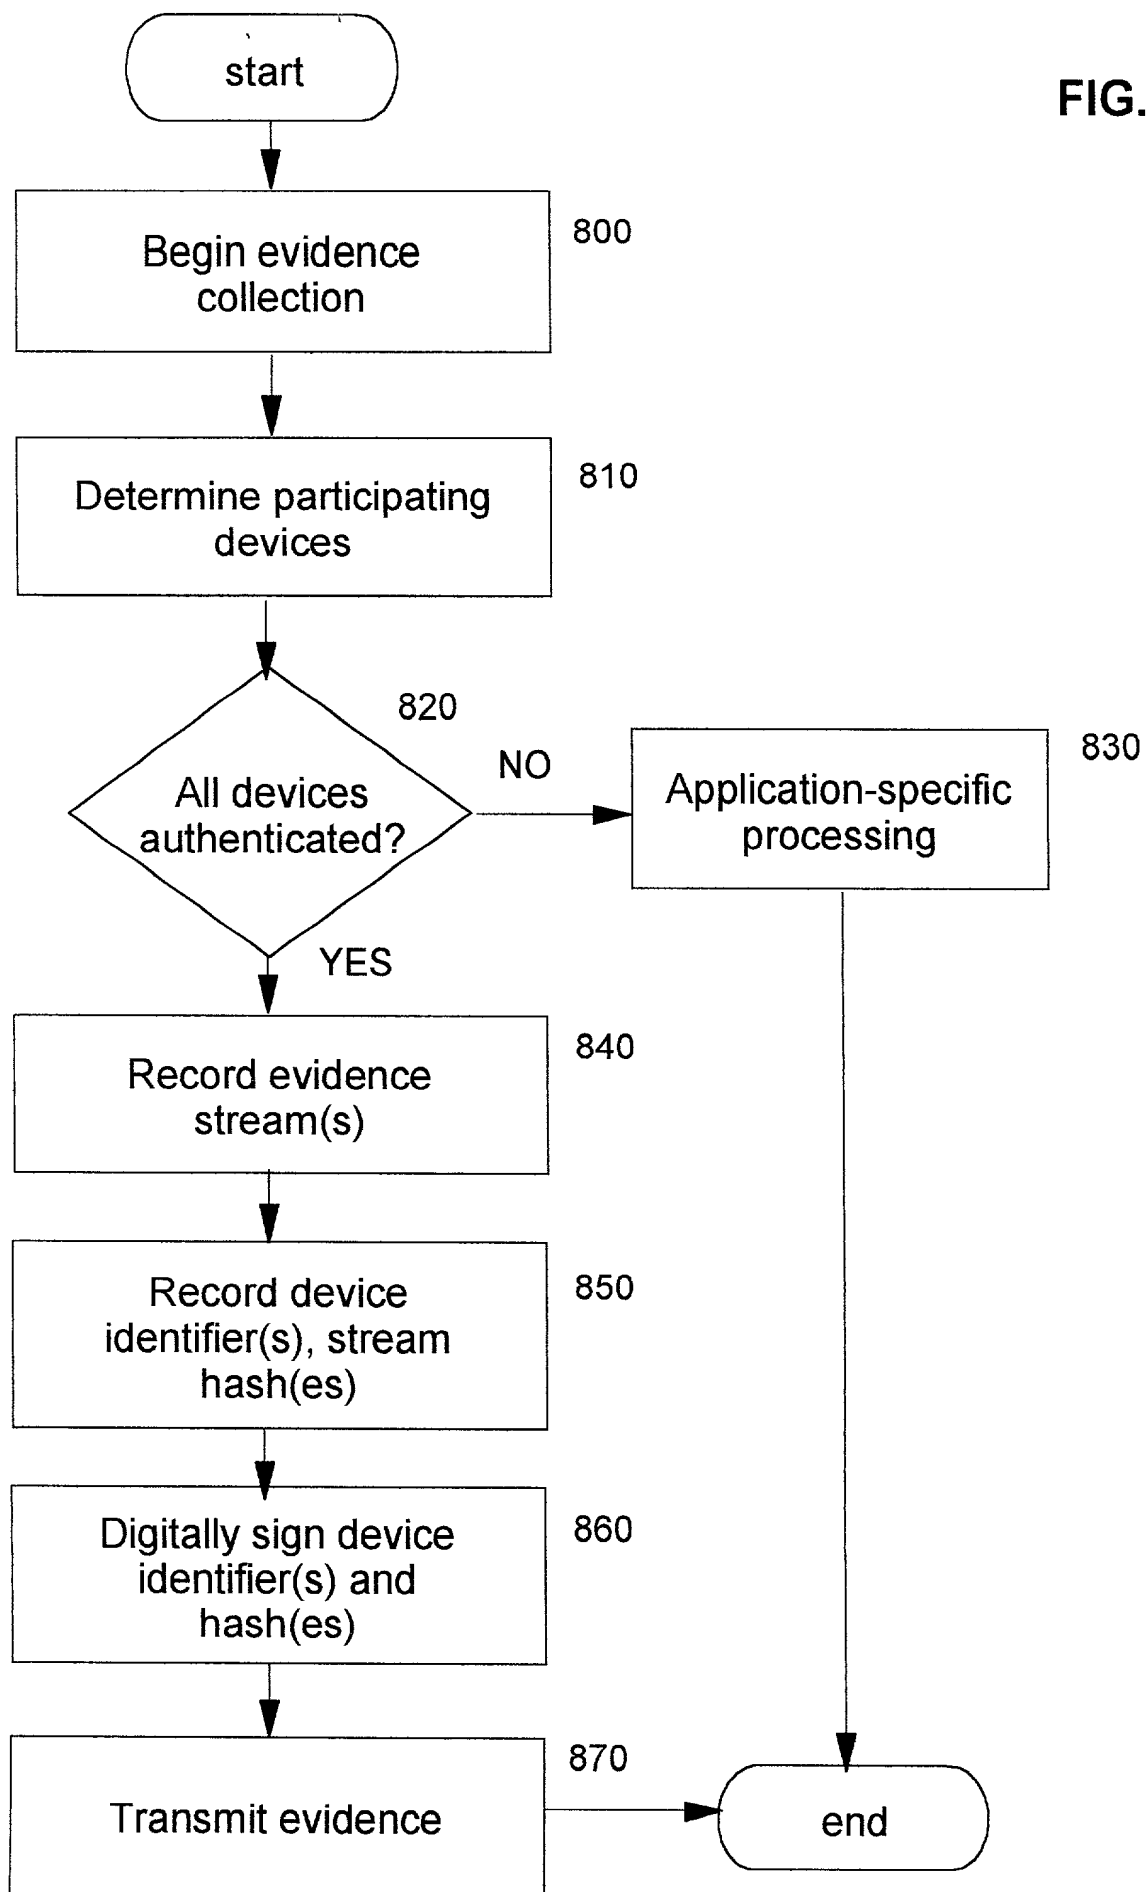 start
FIG.
800
Begin evidence
collection
810
Determine participating
devices
820
NO
830
All devices
authenticated?
Application-specific
processing
YES
840
Record evidence
stream(s)
850
Record device
identifier(s), stream
hash(es)
860
Digitally sign device
identifier(s) and
hash(es)
870
Transmit evidence
end